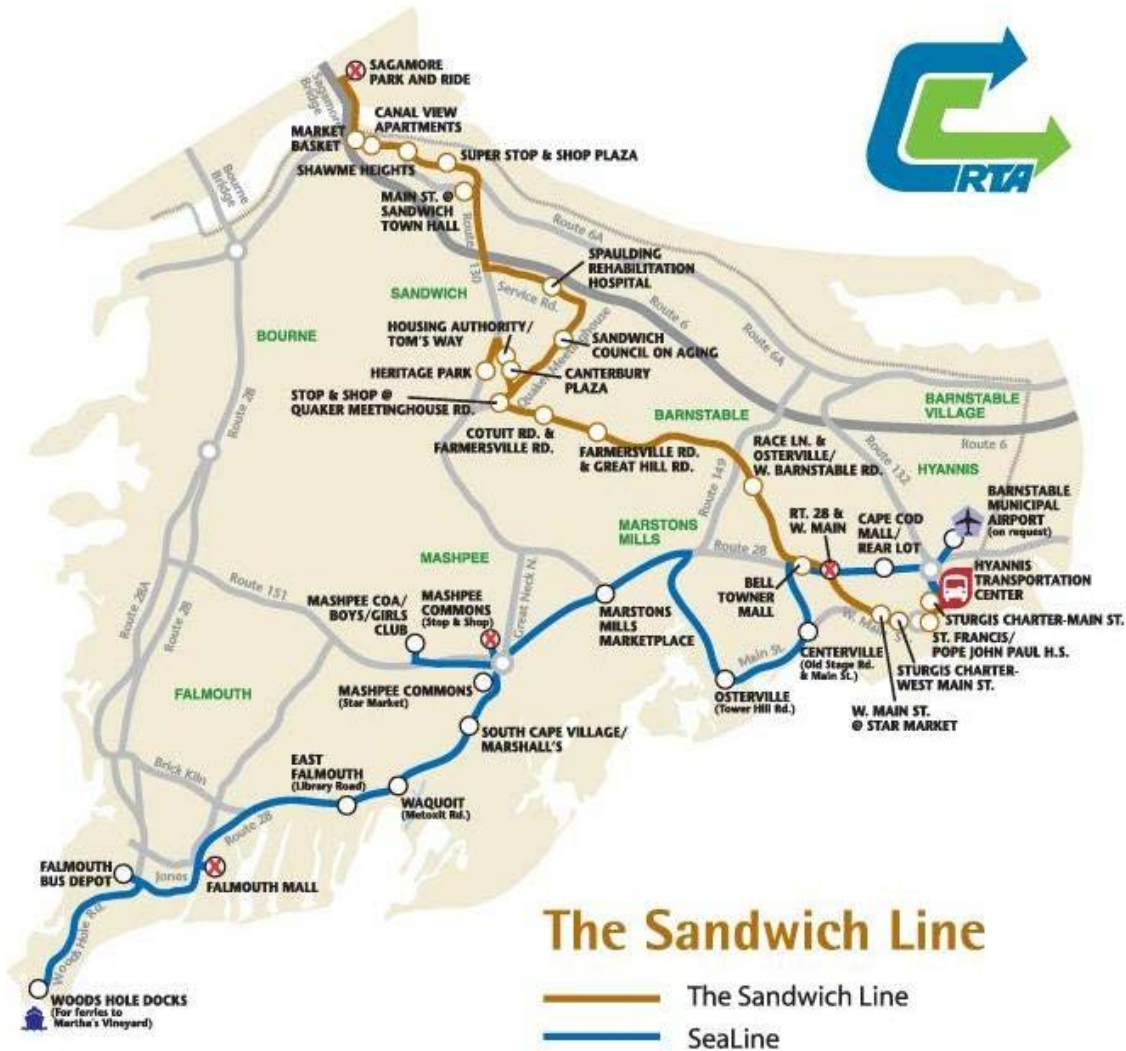 SAGAMORE
PARK AND RIDE
Sagamore
Bridge
CANAL VIEW
APARTMENTS
MARKET
BASKET
SHAWME HEIGHTS
SUPER STOP & SHOP PLAZA
MAIN ST. @
SANDWICH
TOWN HALL
Route 130
Bourne
Bridge
RTA
Route 6A
SPAULDING
REHABILITATION
HOSPITAL
SANDWICH
Service Rd.
Route 6
Route 6A
BOURNE
HOUSING AUTHORITY/
TOM'S WAY
Quaker Meetinghouse
SANDWICH
COUNCIL ON AGING
HERITAGE PARK
CANTERBURY
PLAZA
STOP & SHOP @
QUAKER MEETINGHOUSE RD.
Route 28
BARNSTABLE
BARNSTABLE
VILLAGE
COTUIT RD. &
FARMERSVILLE RD.
FARMERSVILLE RD.
& GREAT HILL RD.
RACE LN. &
OSTERVILLE/
W. BARNSTABLE RD.
Route 6
Route 149
Route 132
HYANNIS
BARNSTABLE
MUNICIPAL
AIRPORT
(on request)
RT. 28 &
W. MAIN
CAPE COD
MALL/
REAR LOT
MARSTONS
MILLS
MASHPEE
Route 28
HYANNIS
TRANSPORTATION
CENTER
Route 151
Great Neck N.
BELL
TOWNER
MALL
MASHPEE COA/
BOYS/GIRLS
CLUB
MASHPEE
COMMONS
(Stop & Shop)
MARSTONS
MILLS
MARKETPLACE
W. Main
STURGIS CHARTER-MAIN ST.
ST. FRANCIS/
POPE JOHN PAUL H.S.
Route 28A
Route 28
Main St.
CENTERVILLE
(Old Stage Rd.
& Main St.)
STURGIS CHARTER-
WEST MAIN ST.
FALMOUTH
MASHPEE COMMONS
(Star Market)
OSTERVILLE
(Tower Hill Rd.)
W. MAIN ST.
@ STAR MARKET
SOUTH CAPE VILLAGE/
MARSHALL'S
Brick Kiln
EAST
FALMOUTH
(Library Road)
WAQUOIT
(Metoxit Rd.)
Route 28
FALMOUTH
BUS DEPOT
Jones
FALMOUTH MALL
Woods Hole Rd.
WOODS HOLE DOCKS
(For ferries to
Martha's Vineyard)
The Sandwich Line
The Sandwich Line
SeaLine